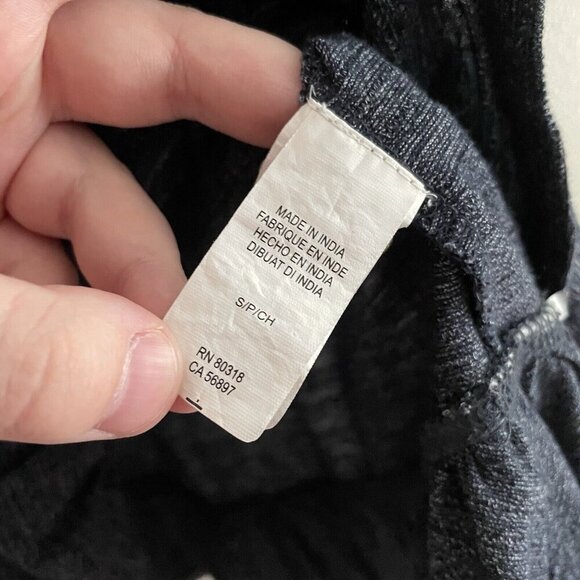 MADE IN INDIA
FABRIQUE EN INDE
HECHO EN INDIA
DIBUAT DI INDIA
S/P/CH
RN 80318
CA 56897